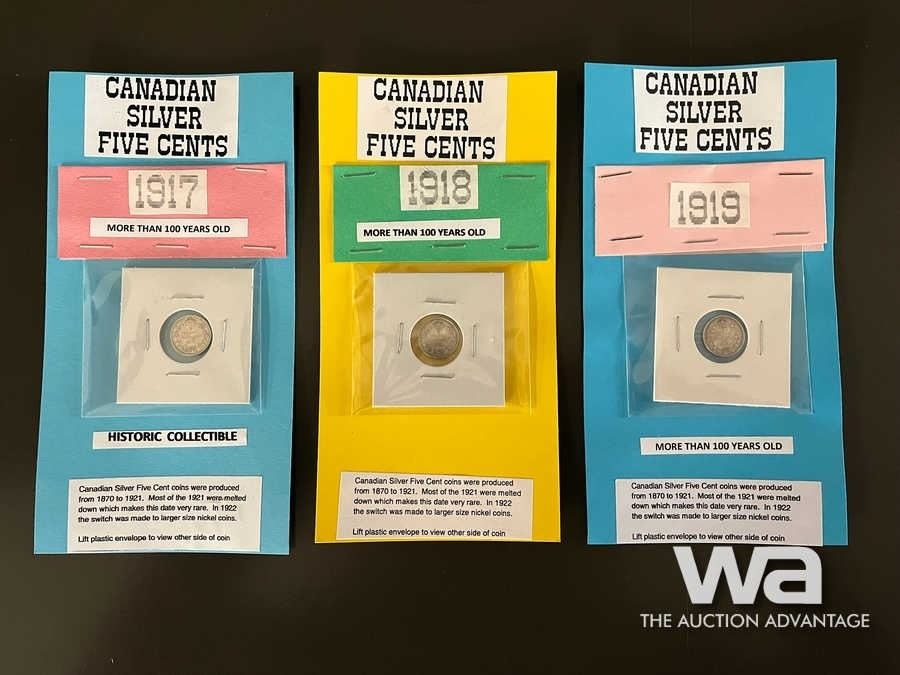 CANADIAN
SILVER
FIVE CENTS
1917
MORE THAN 100 YEARS OLD
HISTORIC COLLECTIBLE
Canadian Silver Five Cent coins were produced
from 1870 to 1921. Most of the 1921 were melted
down which makes this date very rare. In 1922
the switch was made to larger size nickel coins.
Lift plastic envelope to view other side of coin
CANADIAN
SILVER
FIVE CENTS
1918
MORE THAN 100 YEARS OLD
Canadian Silver Five Cent coins were produced
from 1870 to 1921. Most of the 1921 were melted
down which makes this date very rare. In 1922
the switch was made to larger size nickel coins.
Lift plastic envelope to view other side of coin
CANADIAN
SILVER
FIVE CENTS
1919
MORE THAN 100 YEARS OLD
Canadian Silver Five Cent coins were produced
from 1870 to 1921. Most of the 1921 were melted
down which makes this date very rare. In 1922
the switch was made to larger size nickel coins.
Lift plastic envelope to view other side of coin
wa
THE AUCTION ADVANTAGE